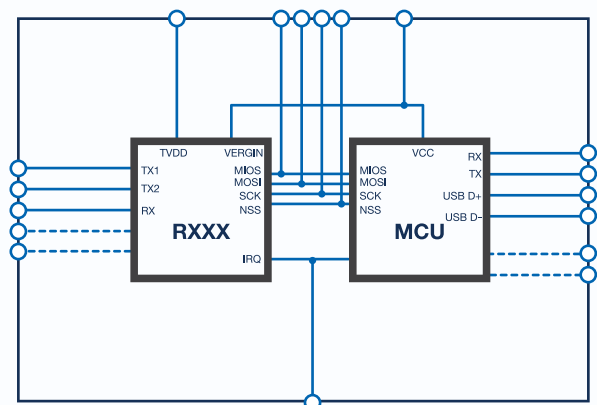 TVDD
VERGIN
TX1
TX2
RX
MIOS
MOSI
SCK
NSS
RXXX
IRQ
VCC
MIOS
MOSI
SCK
NSS
MCU
RX
TX
USB D+
USB D-